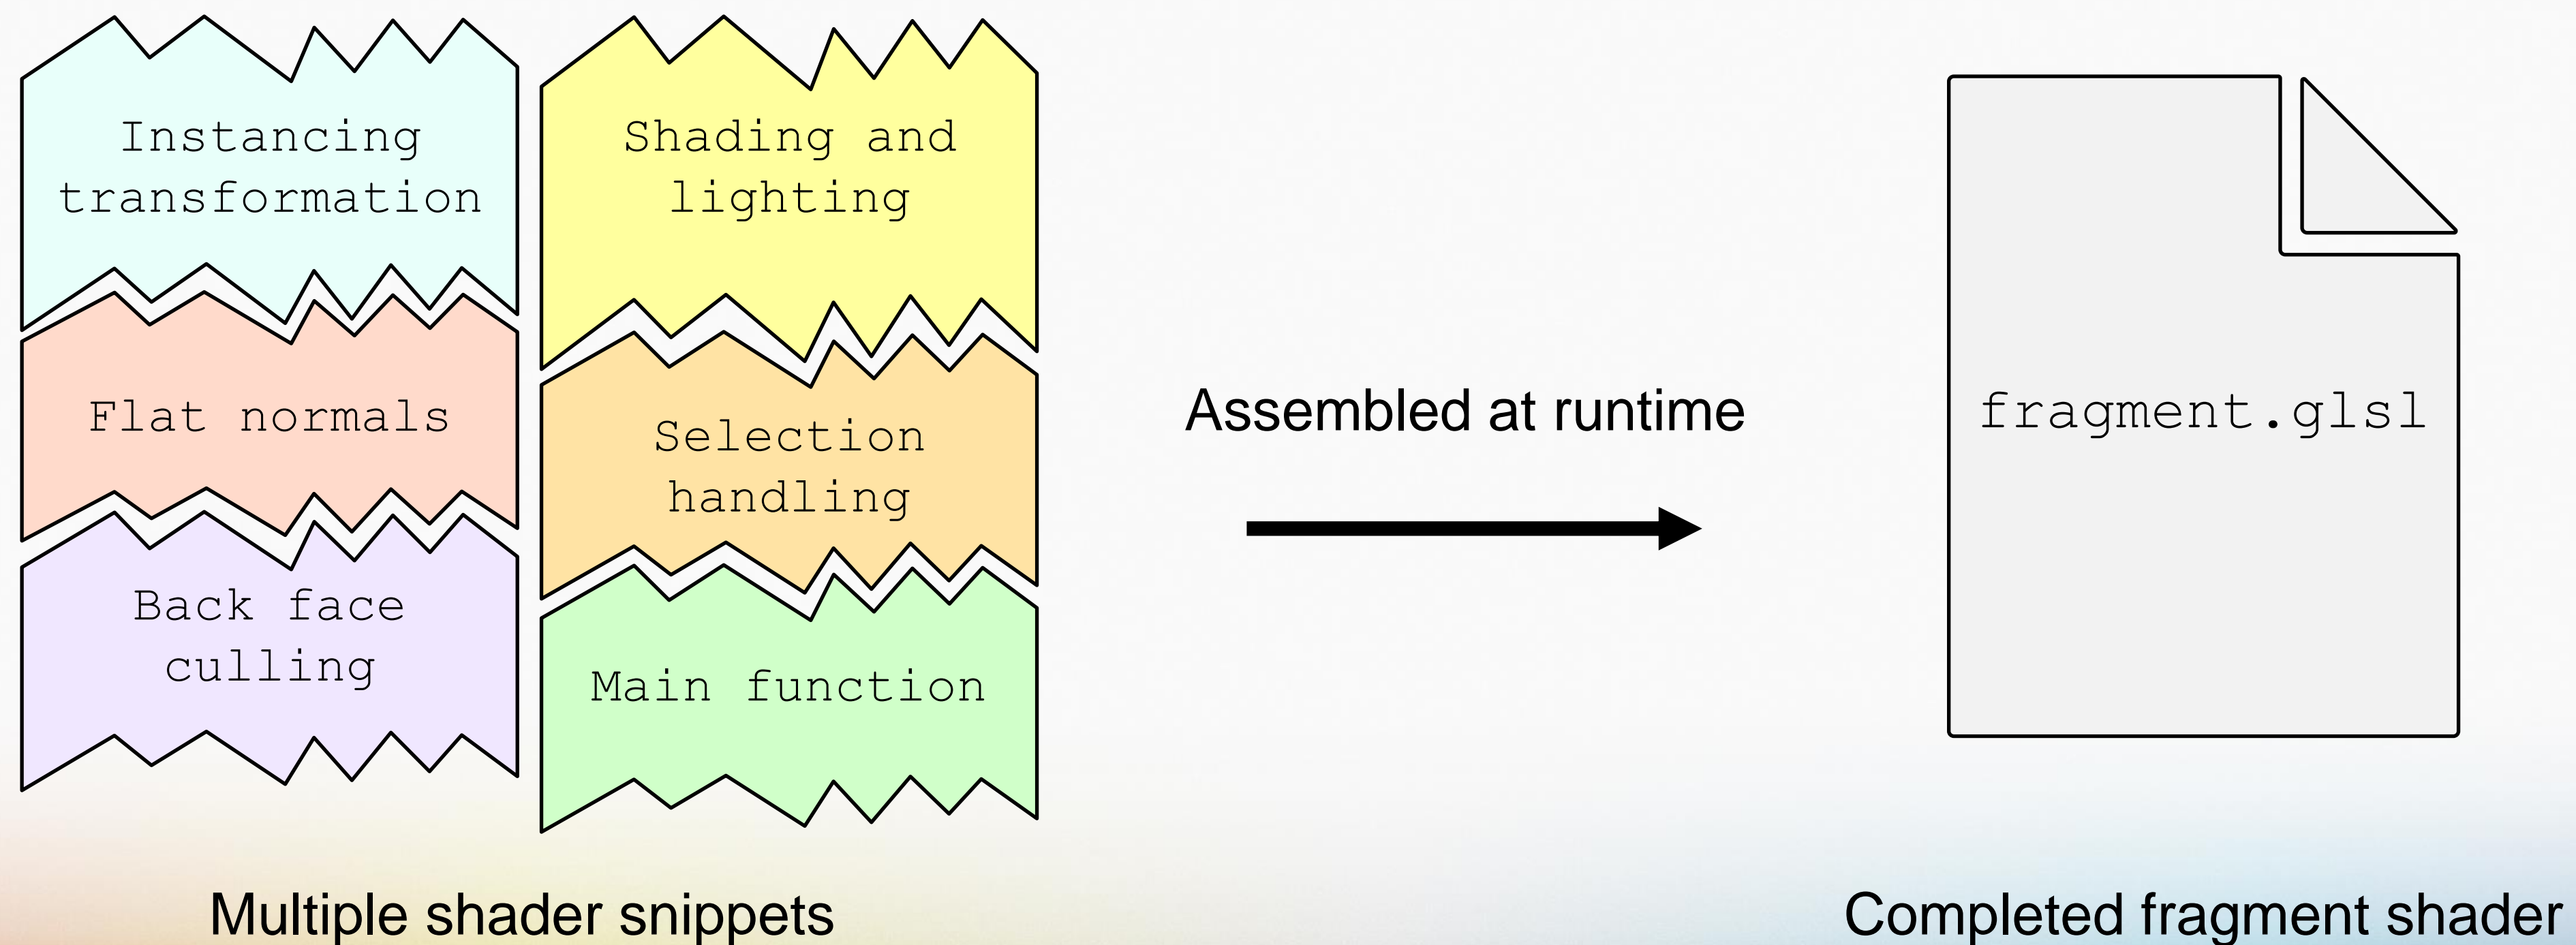 Instancing
transformation
Flat normals
Back face
culling
Shading and
lighting
Selection
handling
Main function
Multiple shader snippets
Assembled at runtime
fragment.glsl
Completed fragment shader